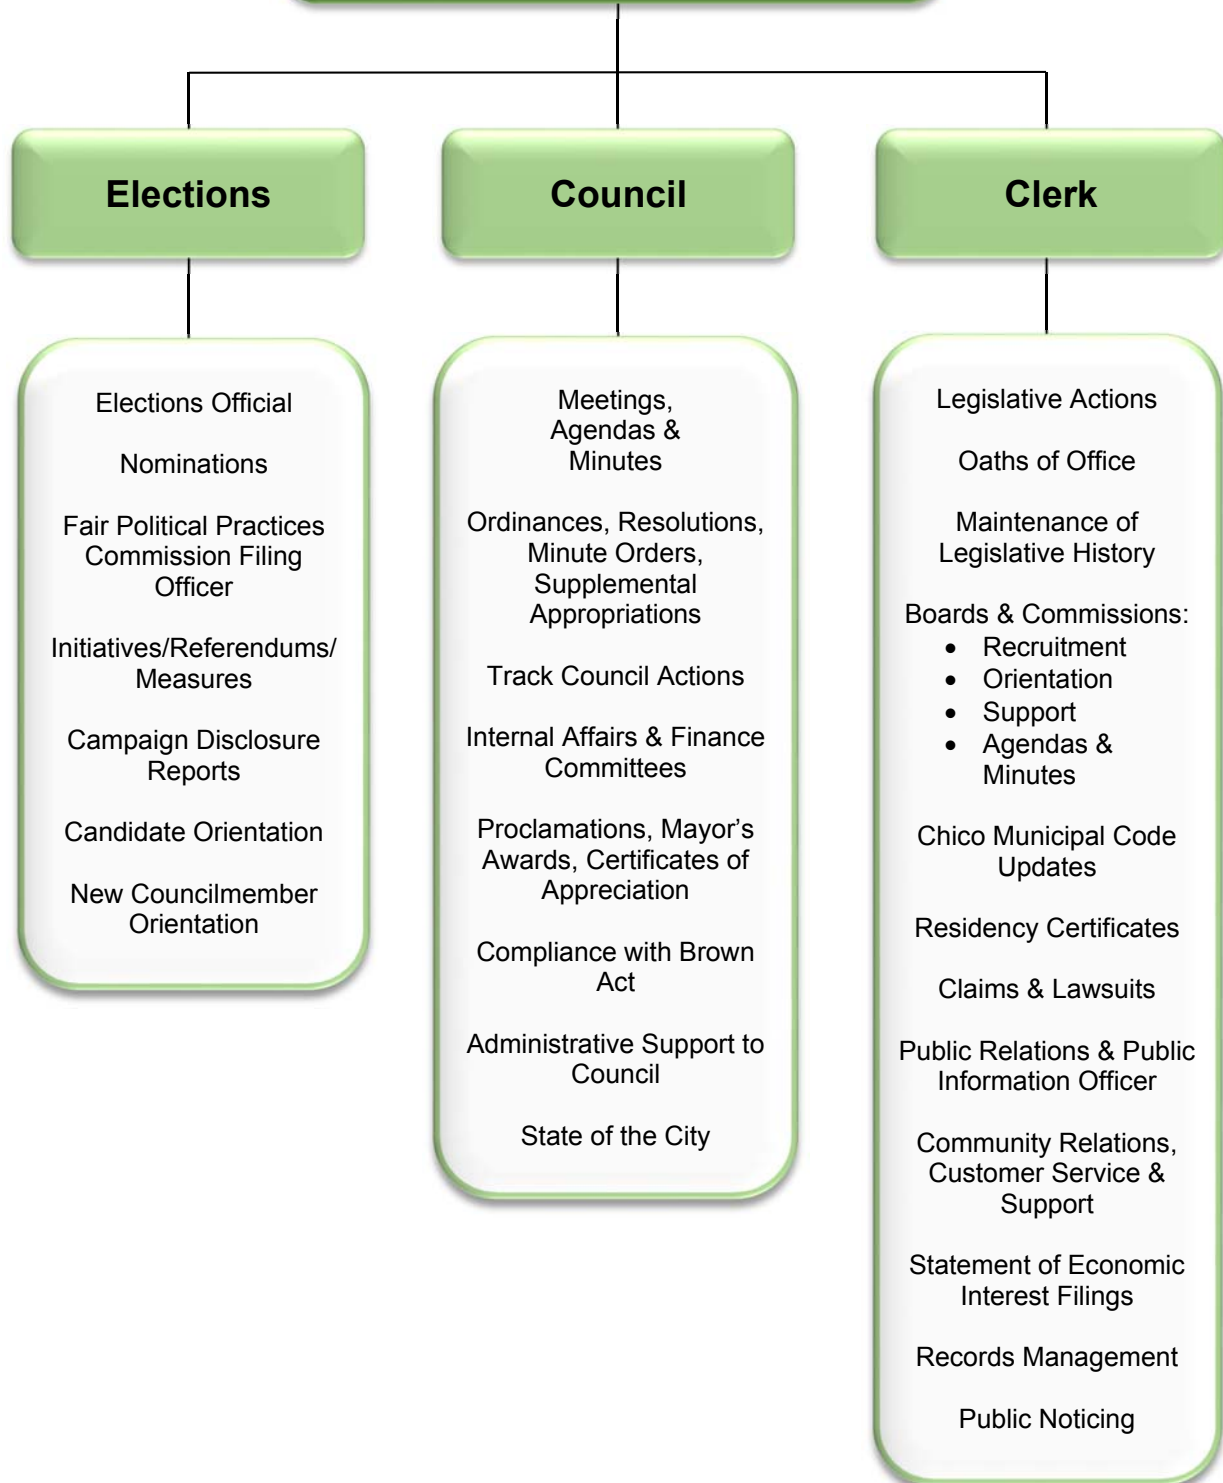 Elections
Council
Clerk
Elections Official
Nominations
Fair Political Practices
Commission Filing
Officer
Initiatives/Referendums/
Measures
Campaign Disclosure
Reports
Candidate Orientation
New Councilmember
Orientation
Meetings,
Agendas &
Minutes
Ordinances, Resolutions,
Minute Orders,
Supplemental
Appropriations
Track Council Actions
Internal Affairs & Finance
Committees
Proclamations, Mayor’s
Awards, Certificates of
Appreciation
Compliance with Brown
Act
Administrative Support to
Council
State of the City
Legislative Actions
Oaths of Office
Maintenance of
Legislative History
Boards & Commissions:
• Recruitment
• Orientation
• Support
• Agendas &
Minutes
Chico Municipal Code
Updates
Residency Certificates
Claims & Lawsuits
Public Relations & Public
Information Officer
Community Relations,
Customer Service &
Support
Statement of Economic
Interest Filings
Records Management
Public Noticing